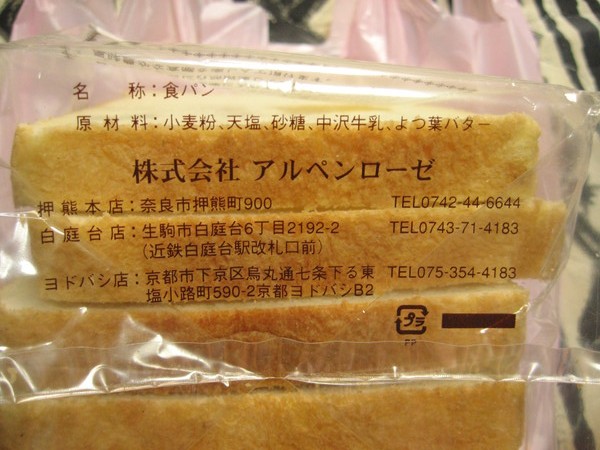 名　称：食パン
原材料：小麦粉、天塩、砂糖、中沢牛乳、よつ葉バター
株式会社 アルペンローゼ
押熊本店：奈良市押熊町900 TEL0742-44-6644
白庭台店：生駒市白庭台6丁目2192-2 TEL0743-71-4183
（近鉄白庭台駅改札口前）
ヨドバシ店：京都市下京区烏丸通七条下る東 TEL075-354-4183
塩小路町590-2京都ヨドバシB2
プラ
PP